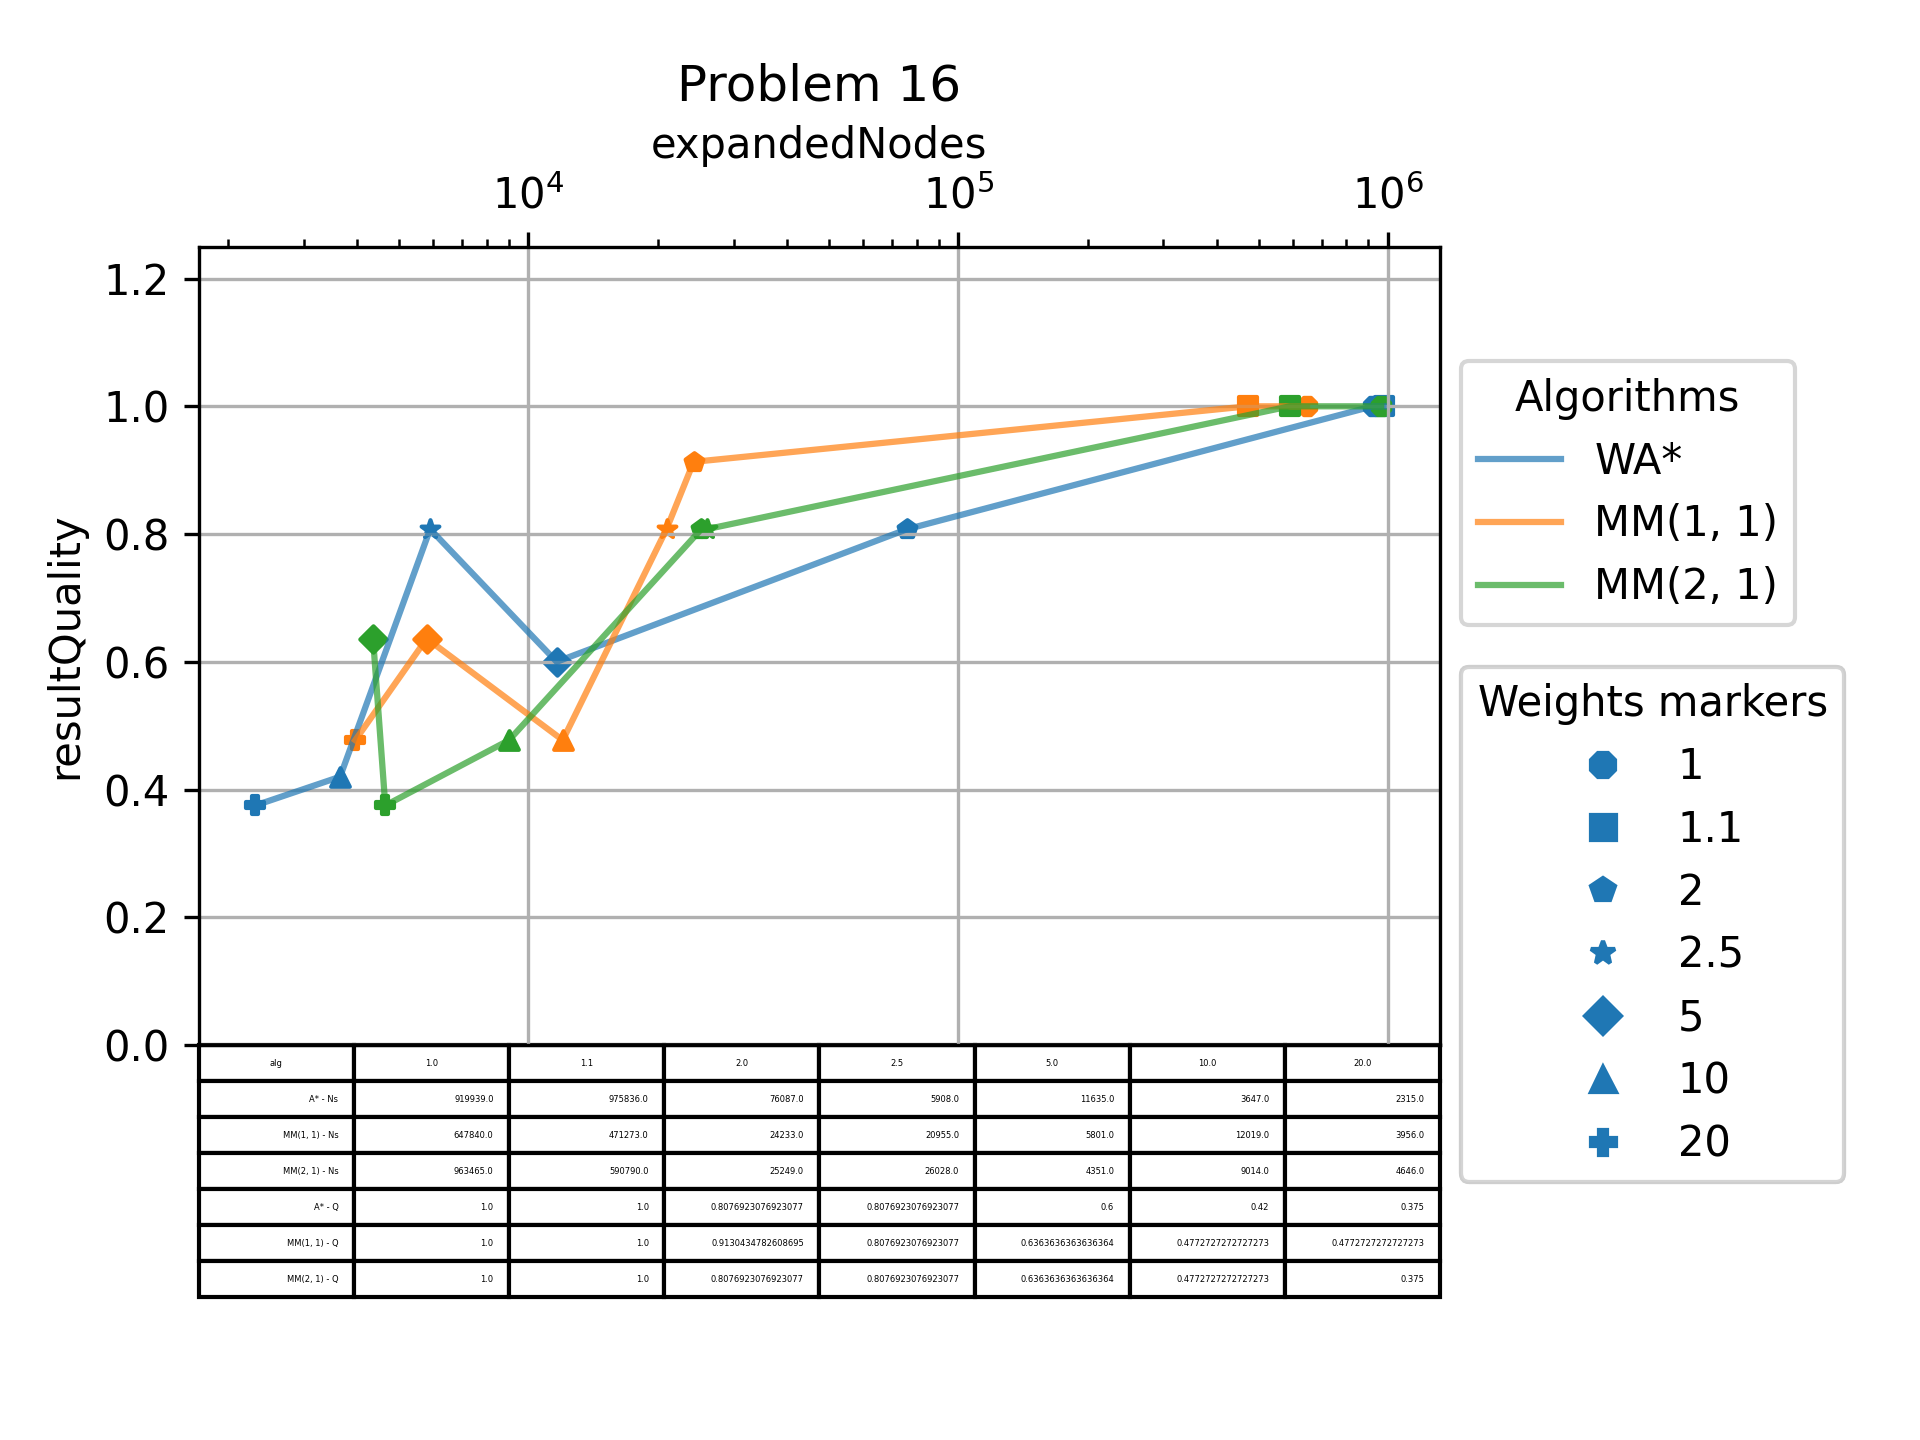 Problem 16
expandedNodes
10⁴ 10⁵ 10⁶
1.2
1.0
0.8
0.6
0.4
0.2
0.0
resultQuality
Algorithms
WA*
MM(1, 1)
MM(2, 1)
Weights markers
1
1.1
2
2.5
5
10
20
alg 1.0 1.1 2.0 2.5 5.0 10.0 20.0
A* - Ns 919939.0 975836.0 76087.0 5908.0 11635.0 3647.0 2315.0
MM(1, 1) - Ns 647840.0 471273.0 24233.0 20955.0 5801.0 12019.0 3956.0
MM(2, 1) - Ns 963465.0 590790.0 25249.0 26028.0 4351.0 9014.0 4646.0
A* - Q 1.0 1.0 0.8076923076923077 0.8076923076923077 0.6 0.42 0.375
MM(1, 1) - Q 1.0 1.0 0.9130434782608695 0.8076923076923077 0.6363636363636364 0.4772727272727273 0.4772727272727273
MM(2, 1) - Q 1.0 1.0 0.8076923076923077 0.8076923076923077 0.6363636363636364 0.4772727272727273 0.375